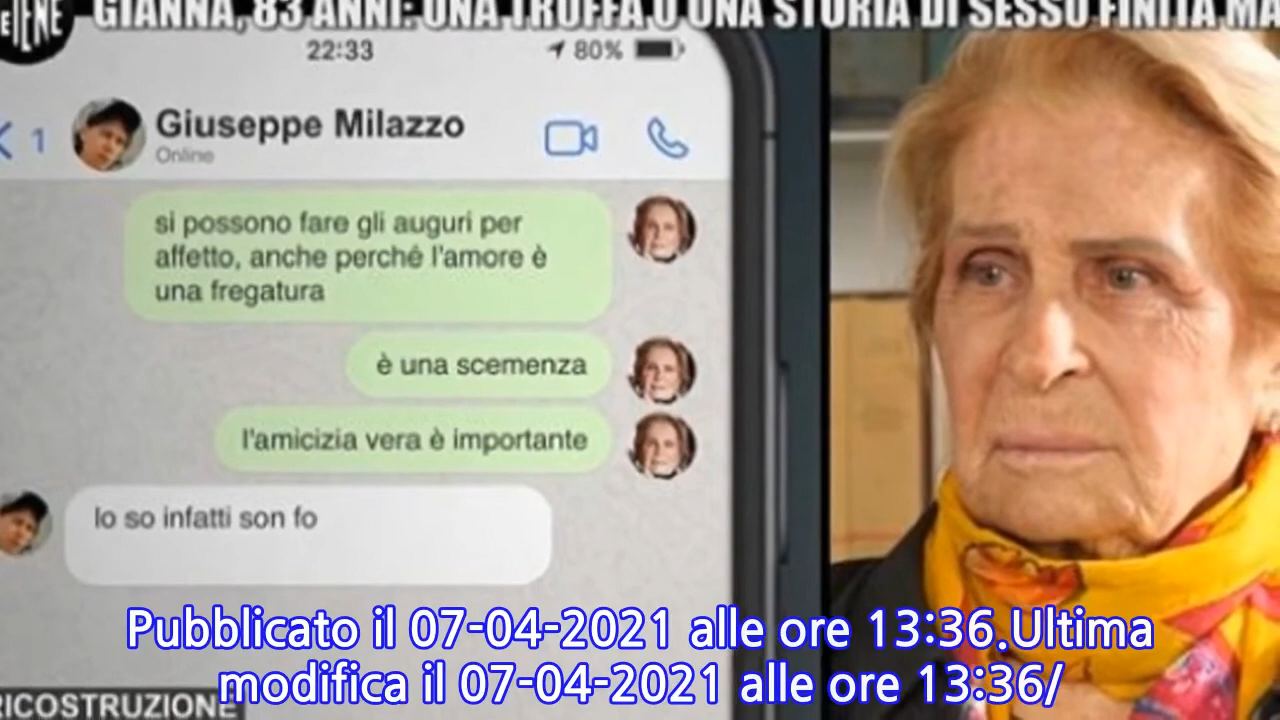 GIANNA, 83 ANNI: UNA TRUFFA O UNA STORIA DI SESSO FINITA MA
IENE
22:33
80%
1
Giuseppe Milazzo
Online
si possono fare gli auguri per
affetto, anche perché l'amore è
una fregatura
è una scemenza
l'amicizia vera è importante
lo so infatti son fo
Pubblicato il 07-04-2021 alle ore 13:36.Ultima
modifica il 07-04-2021 alle ore 13:36/
RICOSTRUZIONE